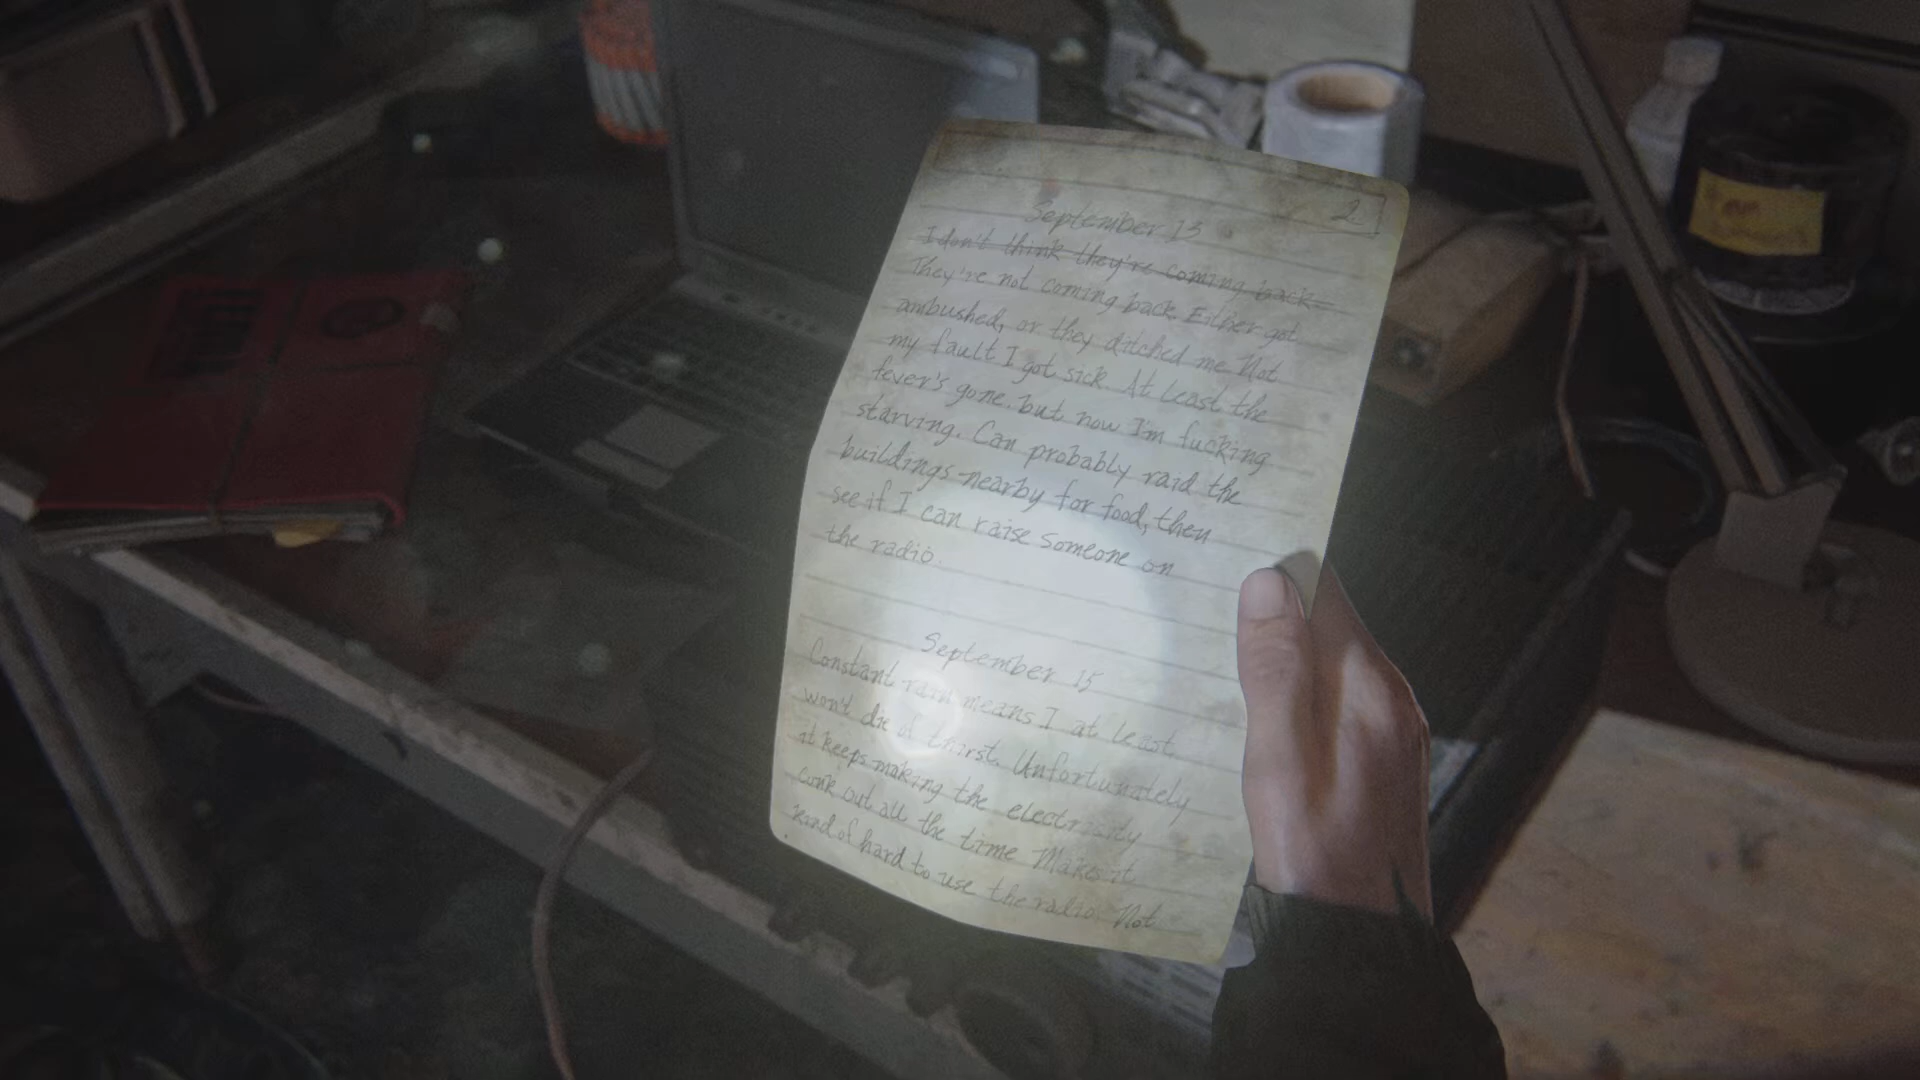 2
September 13
I don't think they're coming back.
They're not coming back. Either got
ambushed, or they ditched me. Not
my fault I got sick. At least the
fever's gone, but now I'm fucking
starving. Can probably raid the
buildings nearby for food, then
see if I can raise someone on
the radio.
September 15
Constant rain means I at least
won't die of thirst. Unfortunately
it keeps making the electricity
conk out all the time. Makes it
kind of hard to use the radio. Not